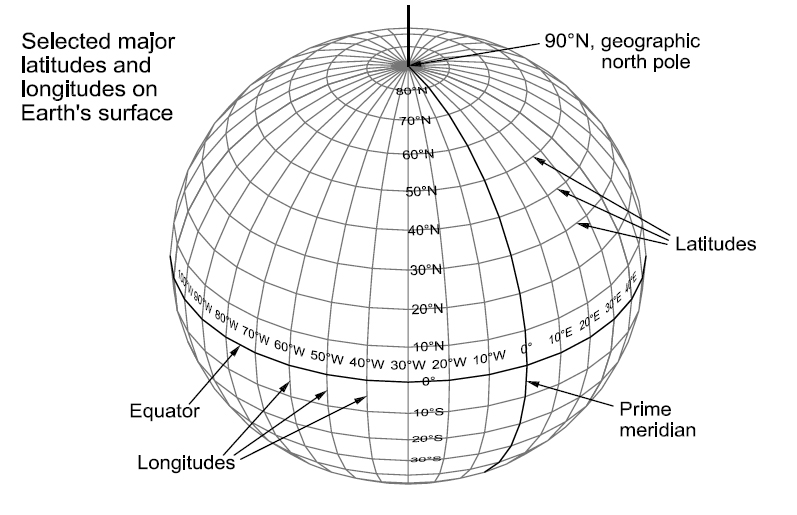 Selected major
latitudes and
longitudes on
Earth's surface
90°N, geographic
north pole
80°N
70°N
60°N
50°N
40°N
30°N
20°N
10°N
0°
10°S
20°S
30°S
100°W 90°W 80°W 70°W 60°W 50°W 40°W 30°W 20°W 10°W 0° 10°E 20°E 30°E 40°E
Latitudes
Equator
Longitudes
Prime
meridian